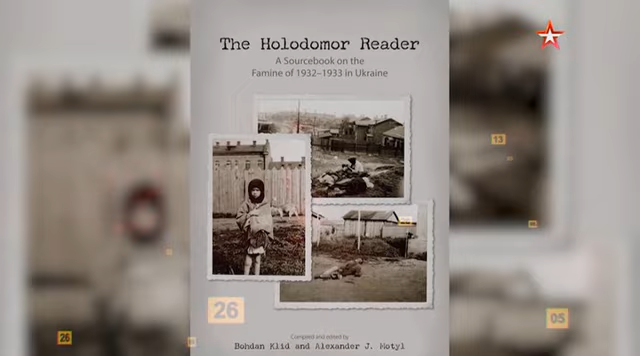 The Holodomor Reader
A Sourcebook on the
Famine of 1932–1933 in Ukraine
13
26
05
26
Compiled and edited by
Bohdan Klid and Alexander J. Motyl